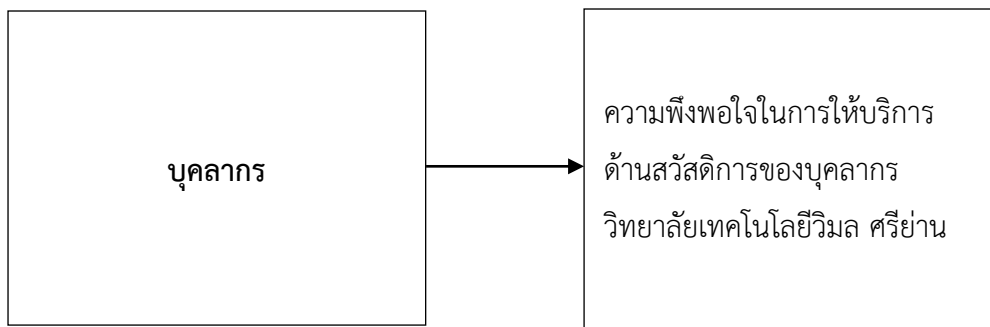 บุคลากร
ความพึงพอใจในการให้บริการ
ด้านสวัสดิการของบุคลากร
วิทยาลัยเทคโนโลยีวิมล ศรีย่าน